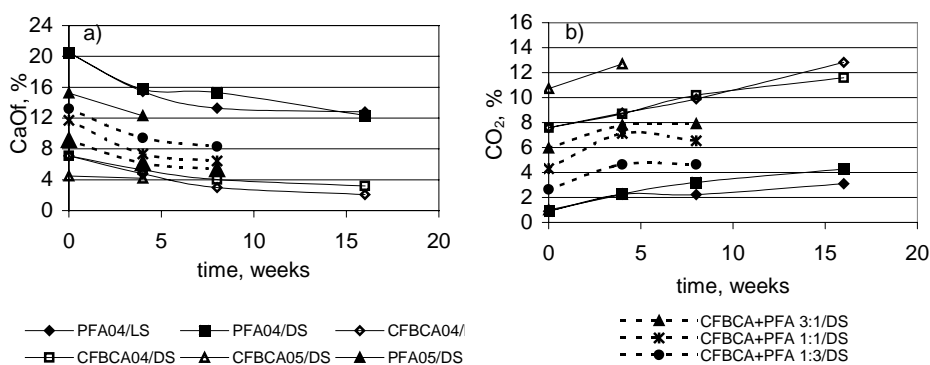 a)
24
20
16
12
8
4
0
CaOf, %
0 5 10 15 20
time, weeks
b)
16
14
12
10
8
6
4
2
0
CO₂, %
0 5 10 15 20
time, weeks
PFA04/LS PFA04/DS CFBCA04/
CFBCA04/DS CFBCA05/DS PFA05/DS
CFBCA+PFA 3:1/DS
CFBCA+PFA 1:1/DS
CFBCA+PFA 1:3/DS